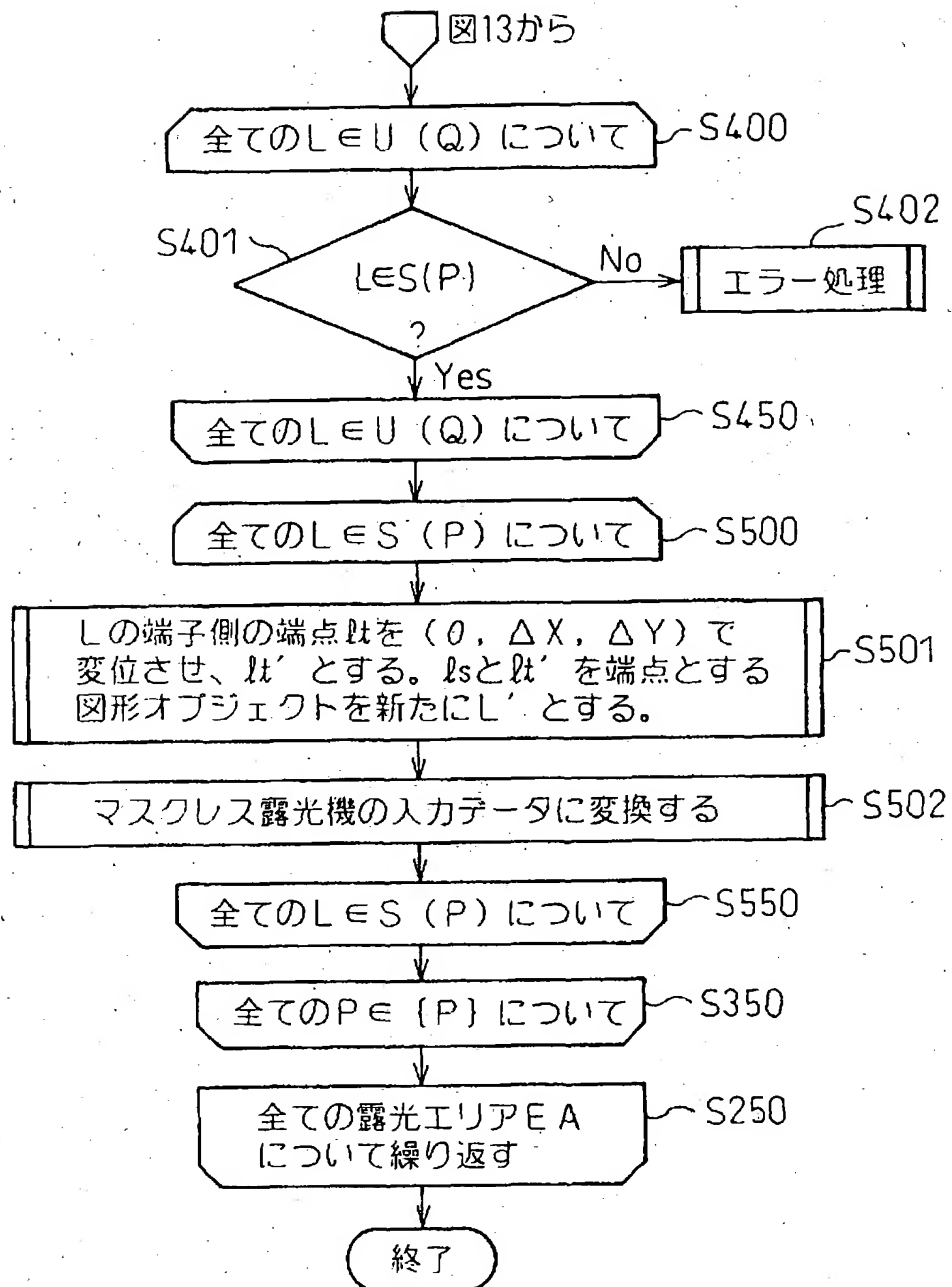 図13から
全てのL∈U(Q)について
S400
S401
L∈S(P)
?
No
S402
エラー処理
Yes
全てのL∈U(Q)について
S450
全てのL∈S(P)について
S500
Lの端子側の端点ℓtを(θ, ΔX, ΔY)で
変位させ、ℓt′とする。ℓsとℓt′を端点とする
図形オブジェクトを新たにL′とする。
S501
マスクレス露光機の入力データに変換する
S502
全てのL∈S(P)について
S550
全てのP∈{P}について
S350
全ての露光エリアEA
について繰り返す
S250
終了